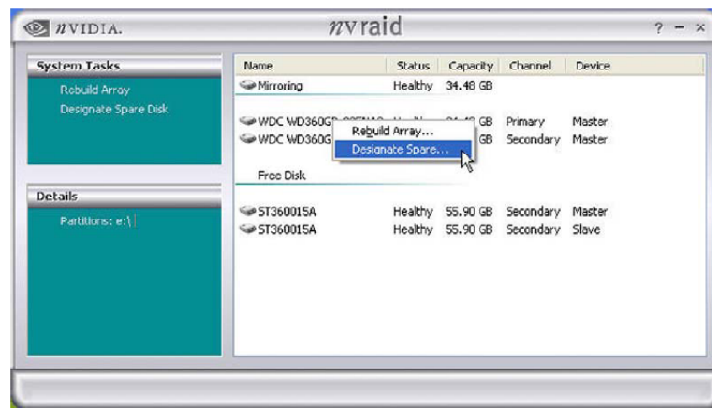 NVIDIA. nvraid ? - ×
System Tasks
Rebuild Array
Designate Spare Disk
Details
Partitions: e:\
Name Status Capacity Channel Device
Mirroring Healthy 34.48 GB
WDC WD360G Primary Master
WDC WD360G GB Secondary Master
Rebuild Array...
Designate Spare...
Free Disk
ST360015A Healthy 55.90 GB Secondary Master
ST360015A Healthy 55.90 GB Secondary Slave